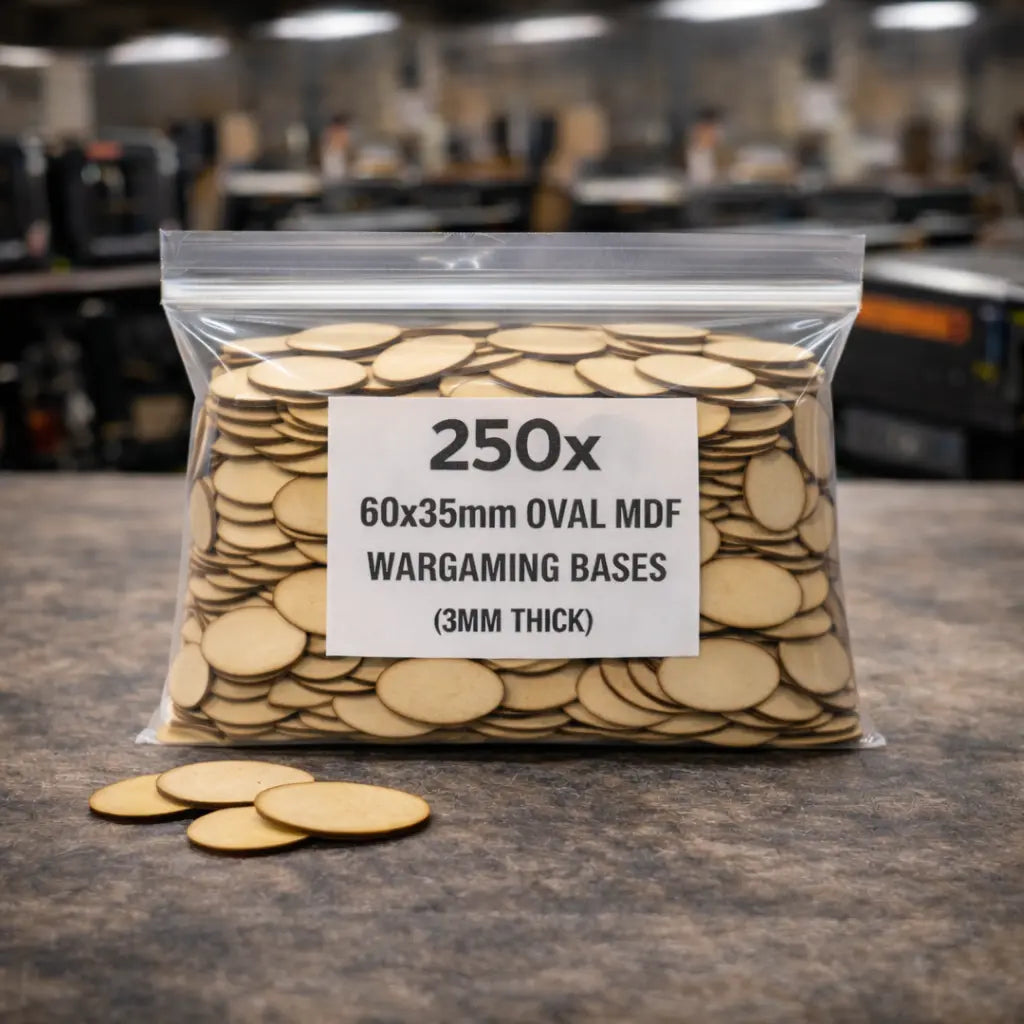 250x
60x35mm OVAL MDF
WARGAMING BASES
(3MM THICK)